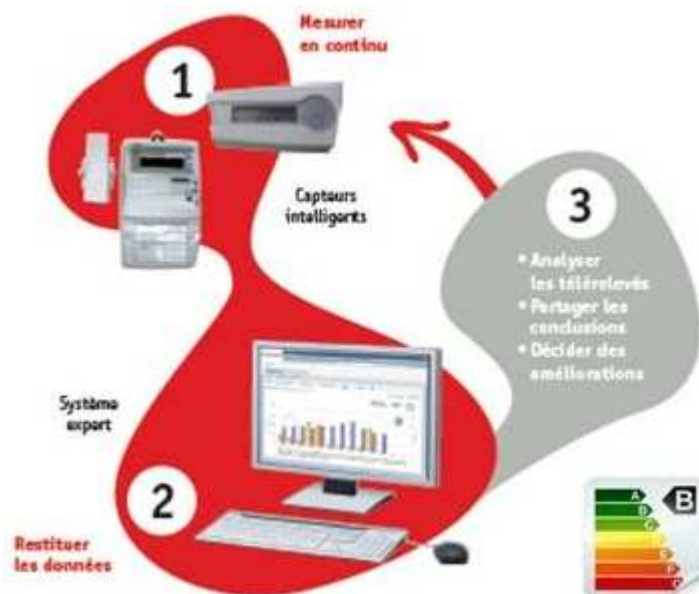 Mesurer
en continu
1
Capteurs
intelligents
3
• Analyser
les télérelevés
• Partager les
conclusions
• Décider des
améliorations
Système
expert
2
Restituer
les données
A
B